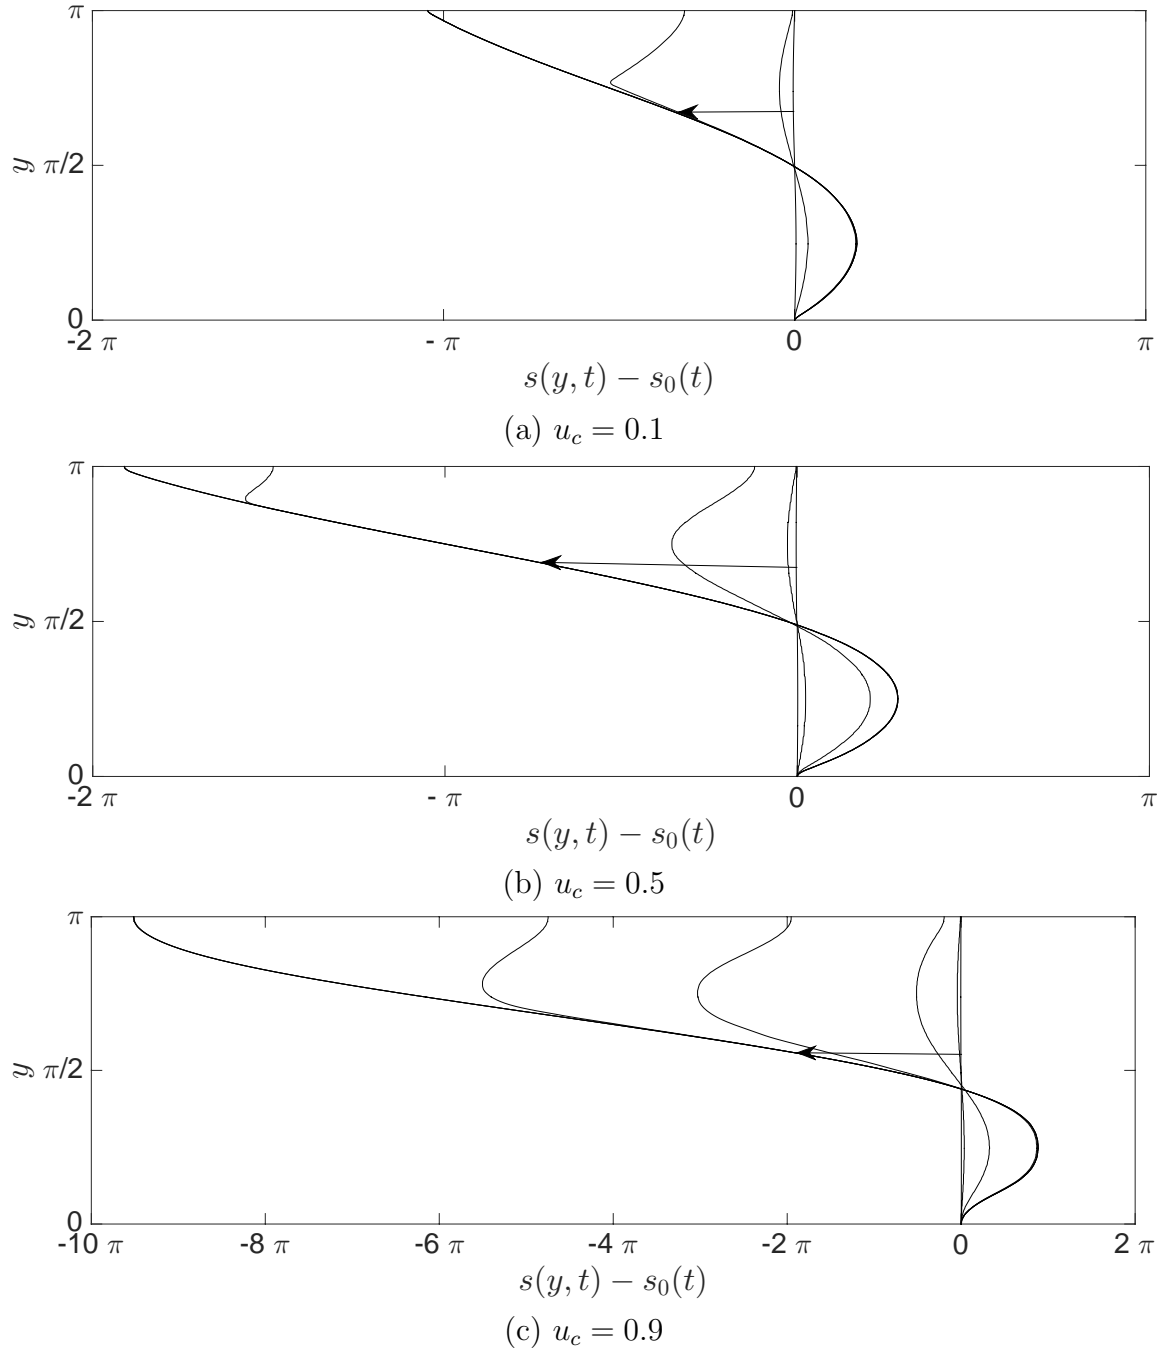 π
y π/2
0
-2 π - π 0 π
s(y, t) − s₀(t)
(a) u_c = 0.1
π
y π/2
0
-2 π - π 0 π
s(y, t) − s₀(t)
(b) u_c = 0.5
π
y π/2
0
-10 π -8 π -6 π -4 π -2 π 0 2 π
s(y, t) − s₀(t)
(c) u_c = 0.9